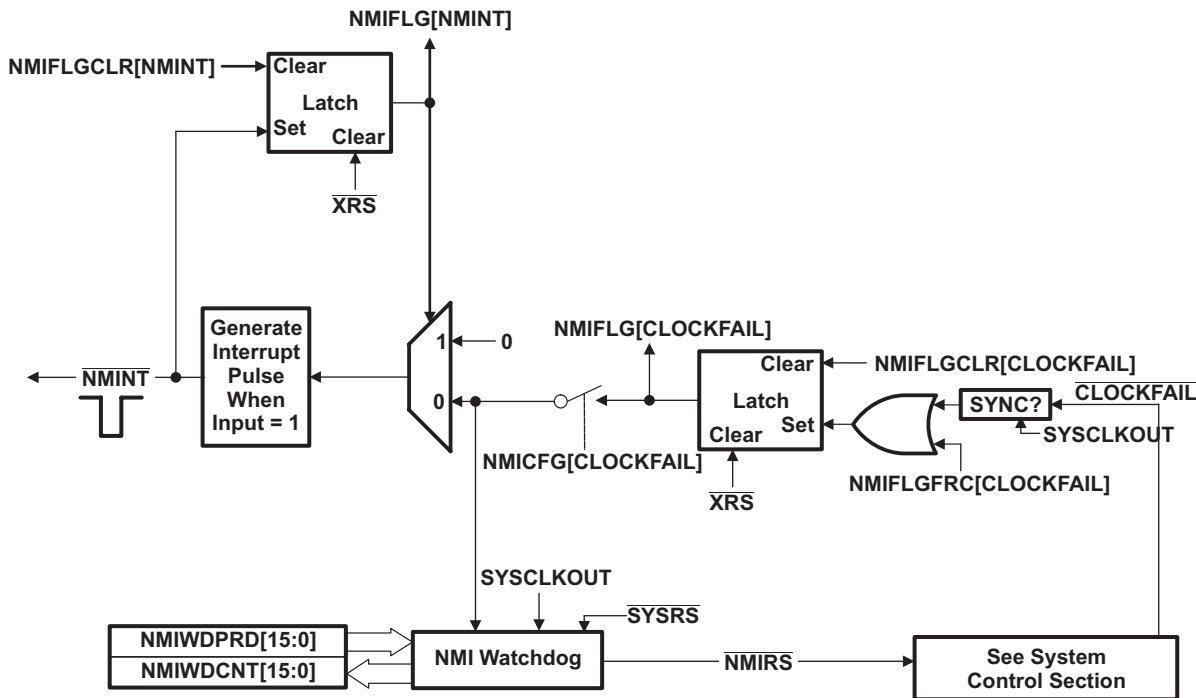 NMIFLG[NMINT]
NMIFLGCLR[NMINT]
Clear
Latch
Set
Clear
XRS
Generate
Interrupt
Pulse
When
Input = 1
NMINT
1
0
0
NMIFLG[CLOCKFAIL]
NMICFG[CLOCKFAIL]
Clear
Latch
Set
Clear
XRS
NMIFLGCLR[CLOCKFAIL]
CLOCKFAIL
SYNC?
SYSCLKOUT
NMIFLGFRC[CLOCKFAIL]
SYSCLKOUT
SYSRS
NMIWDPRD[15:0]
NMIWDCNT[15:0]
NMI Watchdog
NMIRS
See System
Control Section